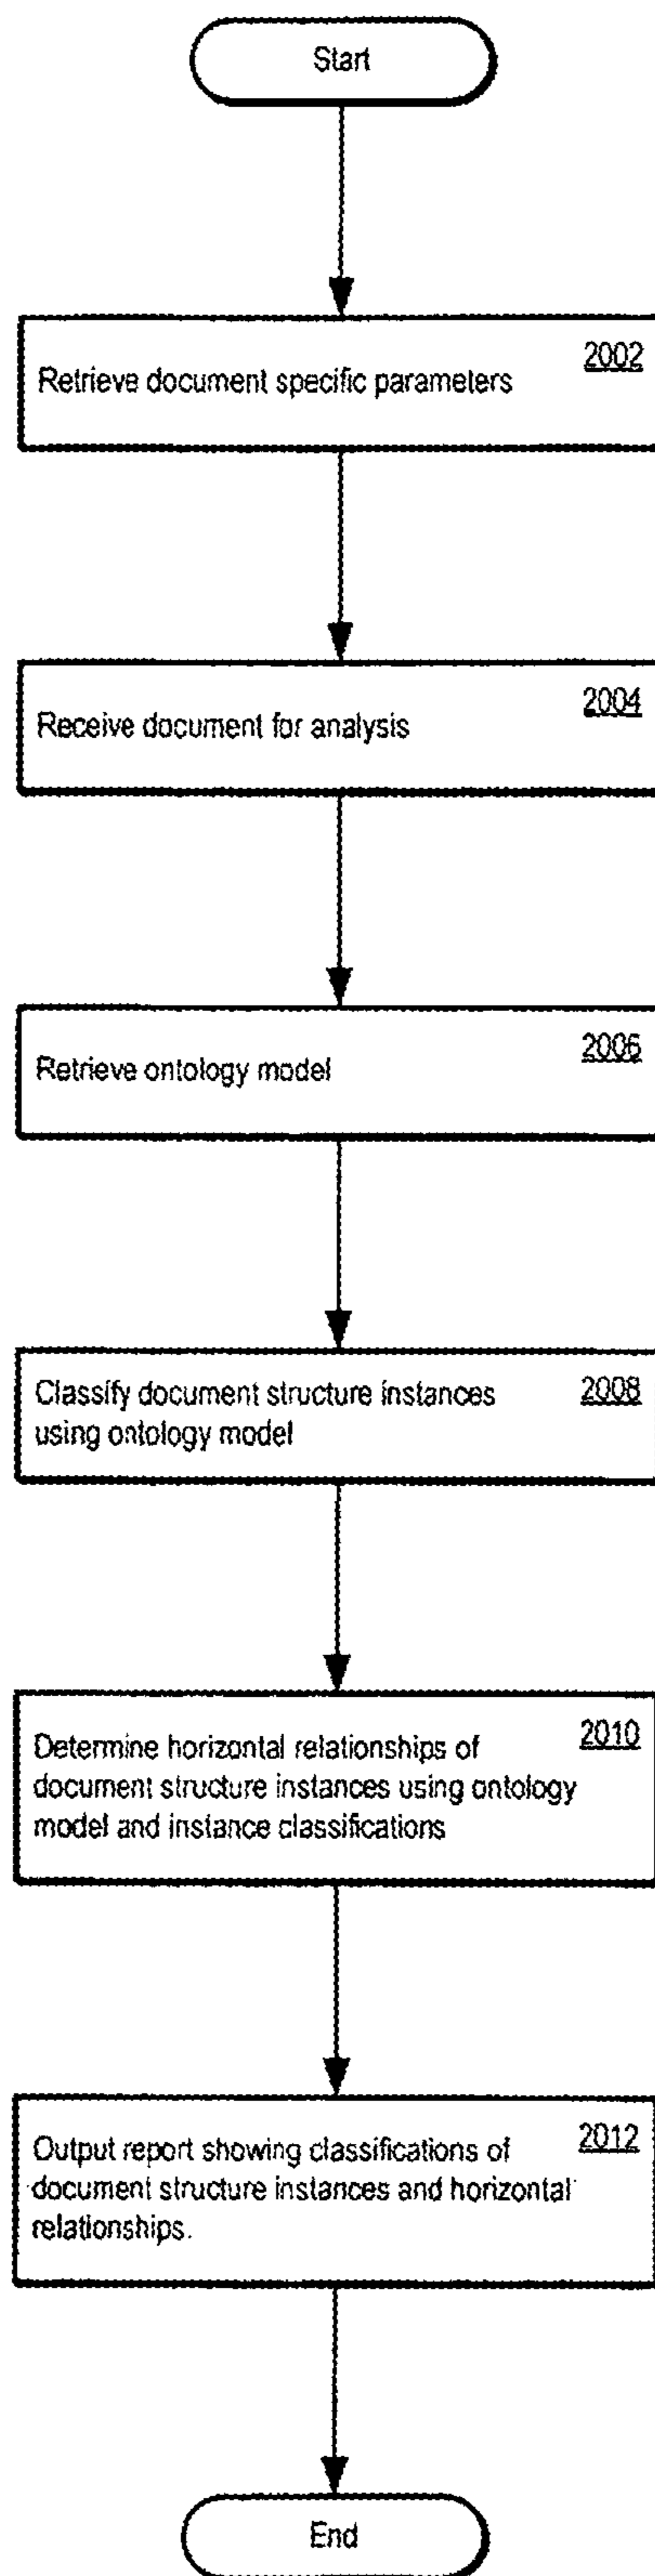 Start
2002
Retrieve document specific parameters
2004
Receive document for analysis
2006
Retrieve ontology model
2008
Classify document structure instances
using ontology model
2010
Determine horizontal relationships of
document structure instances using ontology
model and instance classifications
2012
Output report showing classifications of
document structure instances and horizontal
relationships.
End